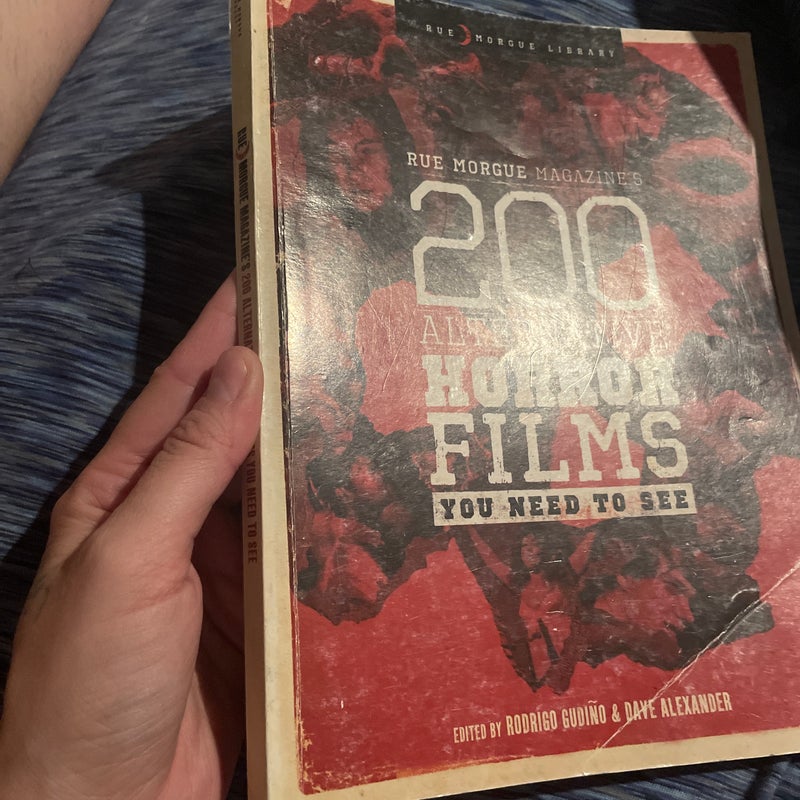 RUE MORGUE LIBRARY
RUE MORGUE MAGAZINE'S
200
ALTERNATIVE
HORROR
FILMS
YOU NEED TO SEE
EDITED BY RODRIGO GUDIÑO & DAVE ALEXANDER
RUE MORGUE MAGAZINE'S 200 YOU NEED TO SEE